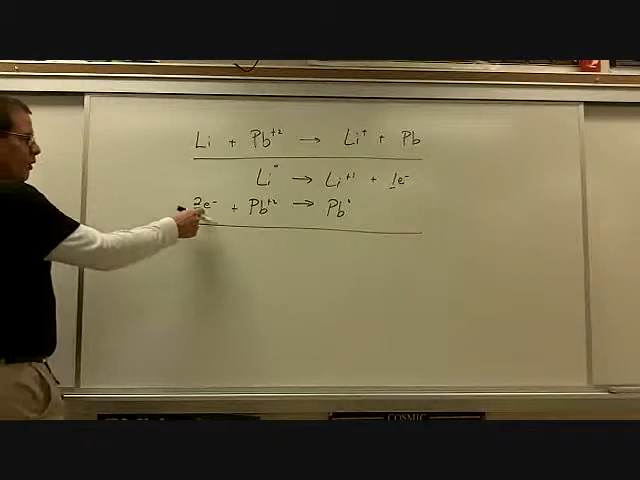 Li + Pb⁺² → Li⁺ + Pb
Li° → Li⁺¹ + 1e⁻
2e⁻ + Pb⁺² → Pb°
COSMIC